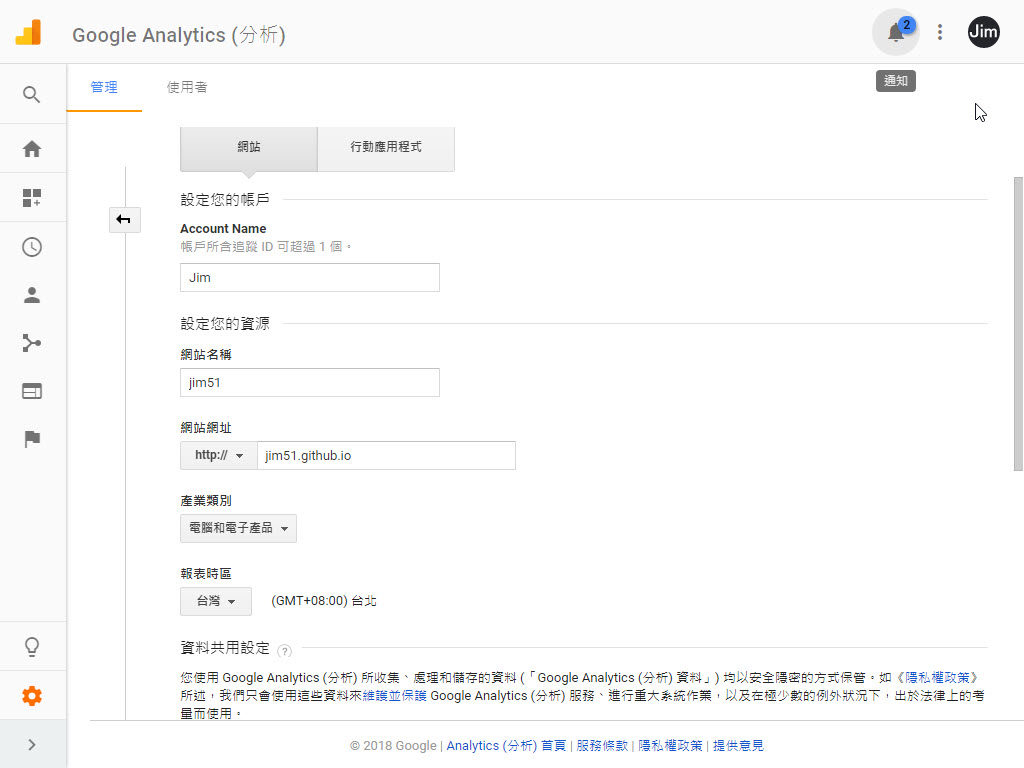 Google Analytics (分析)
2
Jim
通知
管理 使用者
網站 行動應用程式
設定您的帳戶
Account Name
帳戶所含追蹤 ID 可超過 1 個。
Jim
設定您的資源
網站名稱
jim51
網站網址
http:// jim51.github.io
產業類別
電腦和電子產品
報表時區
台灣 (GMT+08:00) 台北
資料共用設定 ?
您使用 Google Analytics (分析) 所收集、處理和儲存的資料 (「Google Analytics (分析) 資料」) 均以安全隱密的方式保管。如《隱私權政策》
所述,我們只會使用這些資料來維護並保護 Google Analytics (分析) 服務、進行重大系統作業,以及在極少數的例外狀況下,出於法律上的考
量而使用。
© 2018 Google | Analytics (分析) 首頁 | 服務條款 | 隱私權政策 | 提供意見